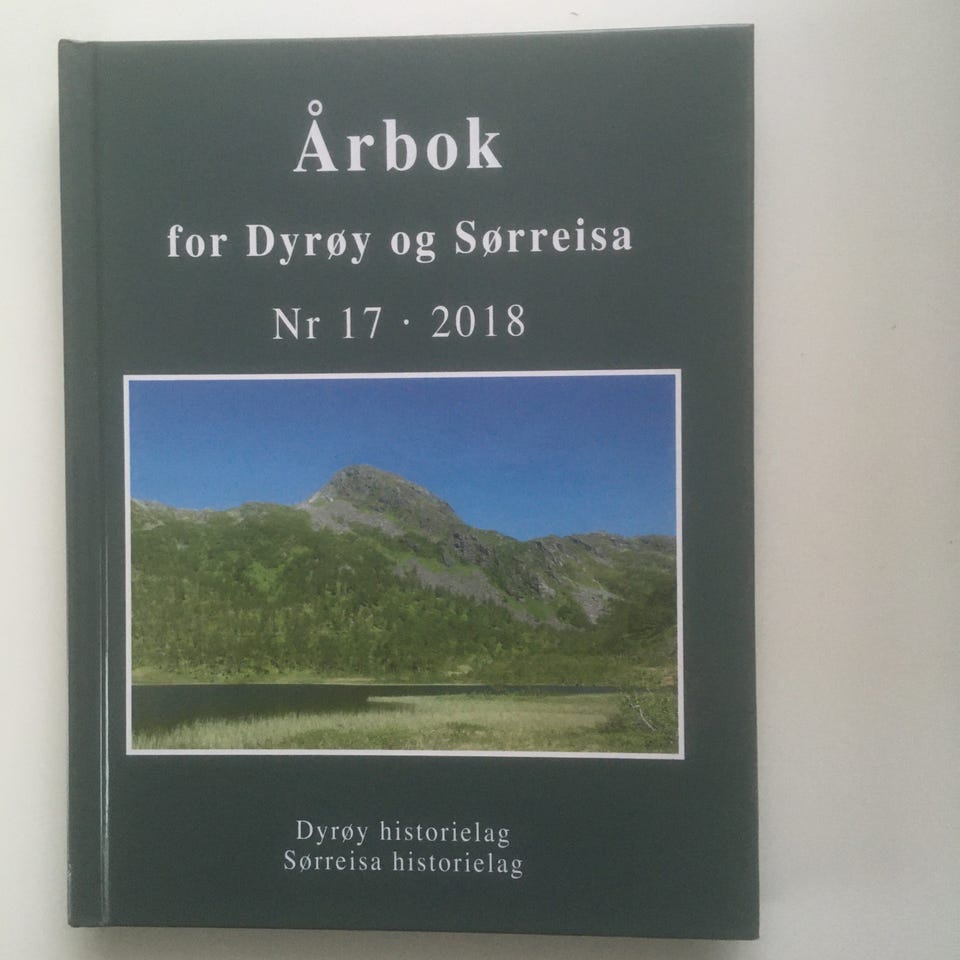 Årbok
for Dyrøy og Sørreisa
Nr 17 · 2018
Dyrøy historielag
Sørreisa historielag